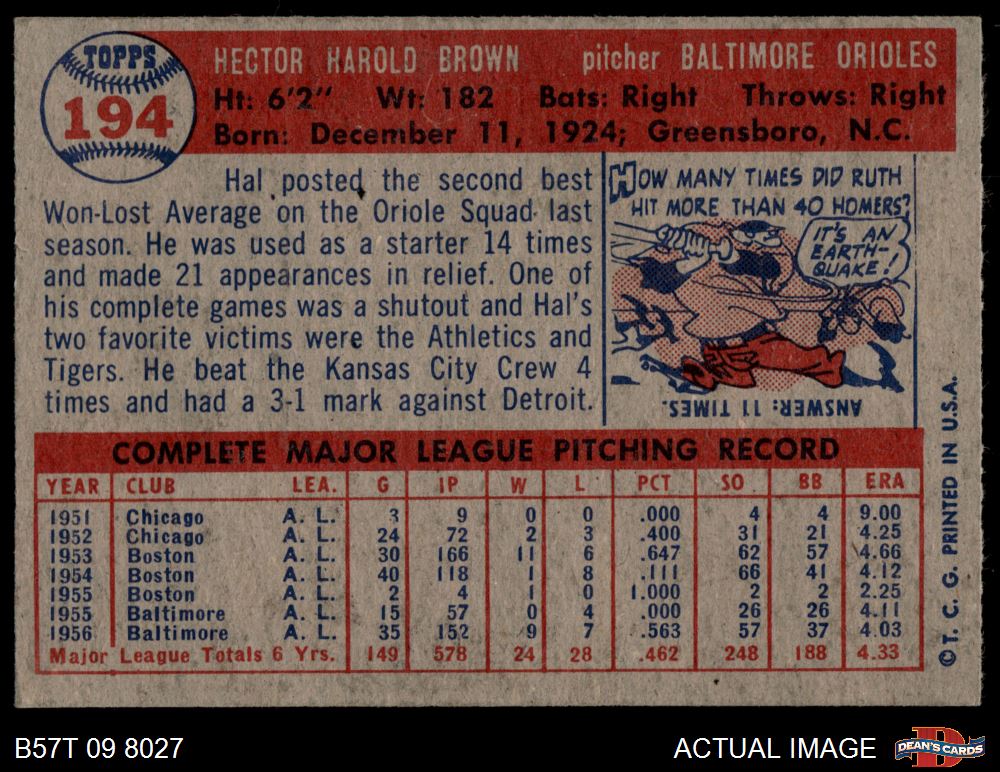 TOPPS
194
HECTOR HAROLD BROWN pitcher BALTIMORE ORIOLES
Ht: 6'2" Wt: 182 Bats: Right Throws: Right
Born: December 11, 1924; Greensboro, N.C.
Hal posted the second best
Won-Lost Average on the Oriole Squad last
season. He was used as a starter 14 times
and made 21 appearances in relief. One of
his complete games was a shutout and Hal's
two favorite victims were the Athletics and
Tigers. He beat the Kansas City Crew 4
times and had a 3-1 mark against Detroit.
HOW MANY TIMES DID RUTH
HIT MORE THAN 40 HOMERS?
IT'S AN
EARTH-
QUAKE!
ANSWER: 11 TIMES.
COMPLETE MAJOR LEAGUE PITCHING RECORD
YEAR CLUB LEA. G IP W L PCT SO BB ERA
1951 Chicago A. L. 3 9 0 0 .000 4 4 9.00
1952 Chicago A. L. 24 72 2 3 .400 31 21 4.25
1953 Boston A. L. 30 166 11 6 .647 62 57 4.66
1954 Boston A. L. 40 118 1 8 .111 66 41 4.12
1955 Boston A. L. 2 4 1 0 1.000 2 2 2.25
1955 Baltimore A. L. 15 57 0 4 .000 26 26 4.11
1956 Baltimore A. L. 35 152 9 7 .563 57 37 4.03
Major League Totals 6 Yrs. 149 578 24 28 .462 248 188 4.33
© T. C. G. PRINTED IN U.S.A.
B57T 09 8027
ACTUAL IMAGE
DEAN'S CARDS